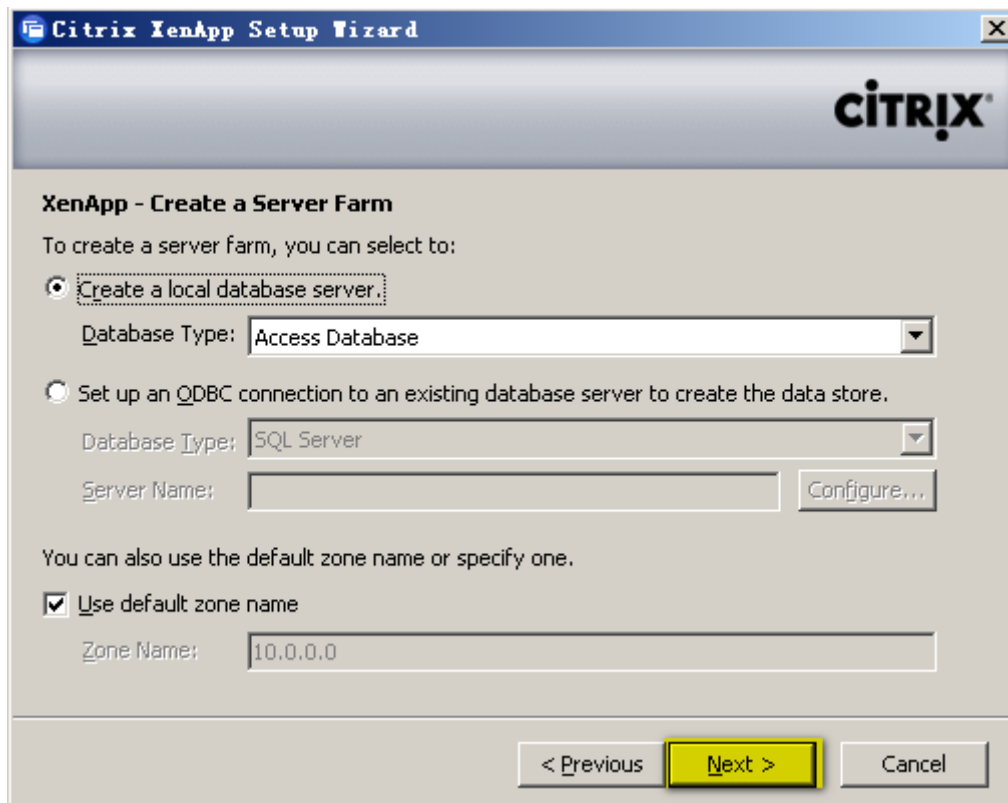 Citrix XenApp Setup Wizard
CITRIX
XenApp - Create a Server Farm
To create a server farm, you can select to:
Create a local database server.
Database Type: Access Database
Set up an ODBC connection to an existing database server to create the data store.
Database Type: SQL Server
Server Name: Configure...
You can also use the default zone name or specify one.
Use default zone name
Zone Name: 10.0.0.0
< Previous Next > Cancel